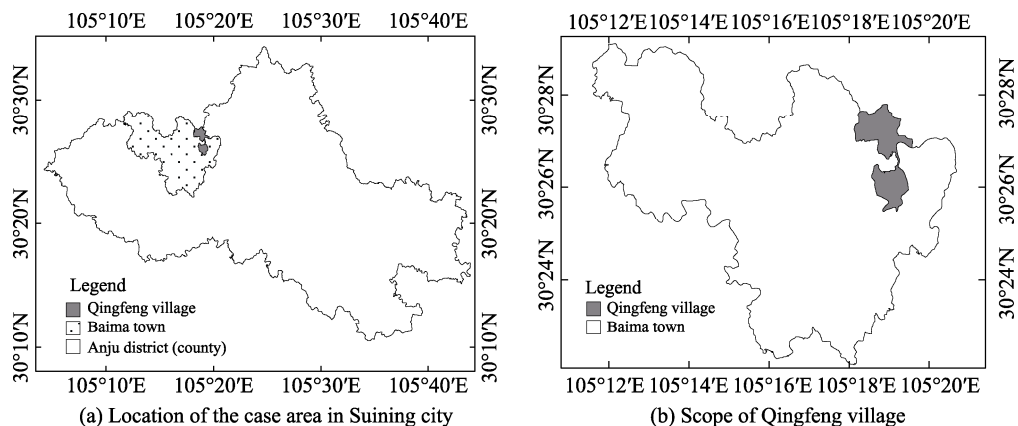 105°10′E 105°20′E 105°30′E 105°40′E
30°30′N
30°20′N
30°10′N
30°30′N
30°20′N
30°10′N
Legend
Qingfeng village
Baima town
Anju district (county)
105°10′E 105°20′E 105°30′E 105°40′E
(a) Location of the case area in Suining city
105°12′E 105°14′E 105°16′E 105°18′E 105°20′E
30°28′N
30°26′N
30°24′N
30°28′N
30°26′N
30°24′N
Legend
Qingfeng village
Baima town
105°12′E 105°14′E 105°16′E 105°18′E 105°20′E
(b) Scope of Qingfeng village